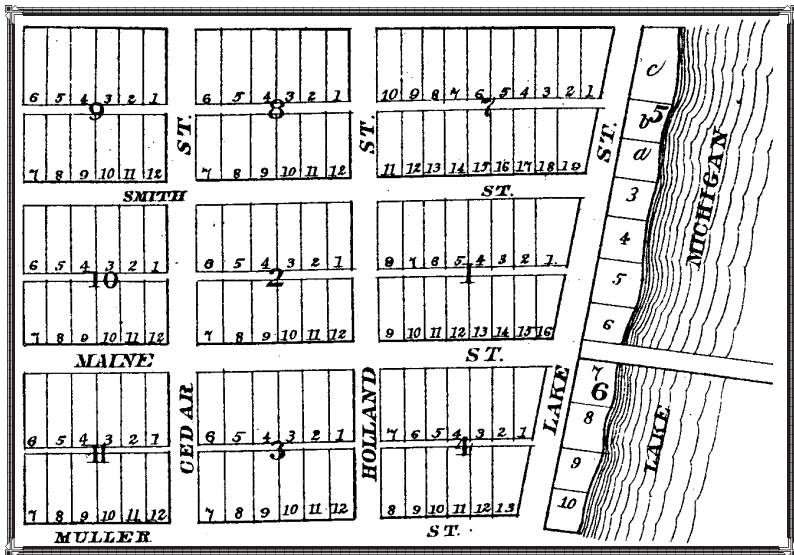 6 5 4 3 2 1
9
7 8 9 10 11 12
ST.
6 5 4 3 2 1
8
7 8 9 10 11 12
ST.
10 9 8 7 6 5 4 3 2 1
7
11 12 13 14 15 16 17 18 19
ST.
c
5
b
a
3
4
5
6
MICHIGAN
SMITH ST.
6 5 4 3 2 1
10
7 8 9 10 11 12
6 5 4 3 2 1
2
7 8 9 10 11 12
8 7 6 5 4 3 2 1
1
9 10 11 12 13 14 15 16
MAINE ST.
6 5 4 3 2 1
11
7 8 9 10 11 12
CEDAR
6 5 4 3 2 1
3
7 8 9 10 11 12
HOLLAND
7 6 5 4 3 2 1
4
8 9 10 11 12 13
LAKE
7
6
8
9
10
LAKE
MULLER ST.